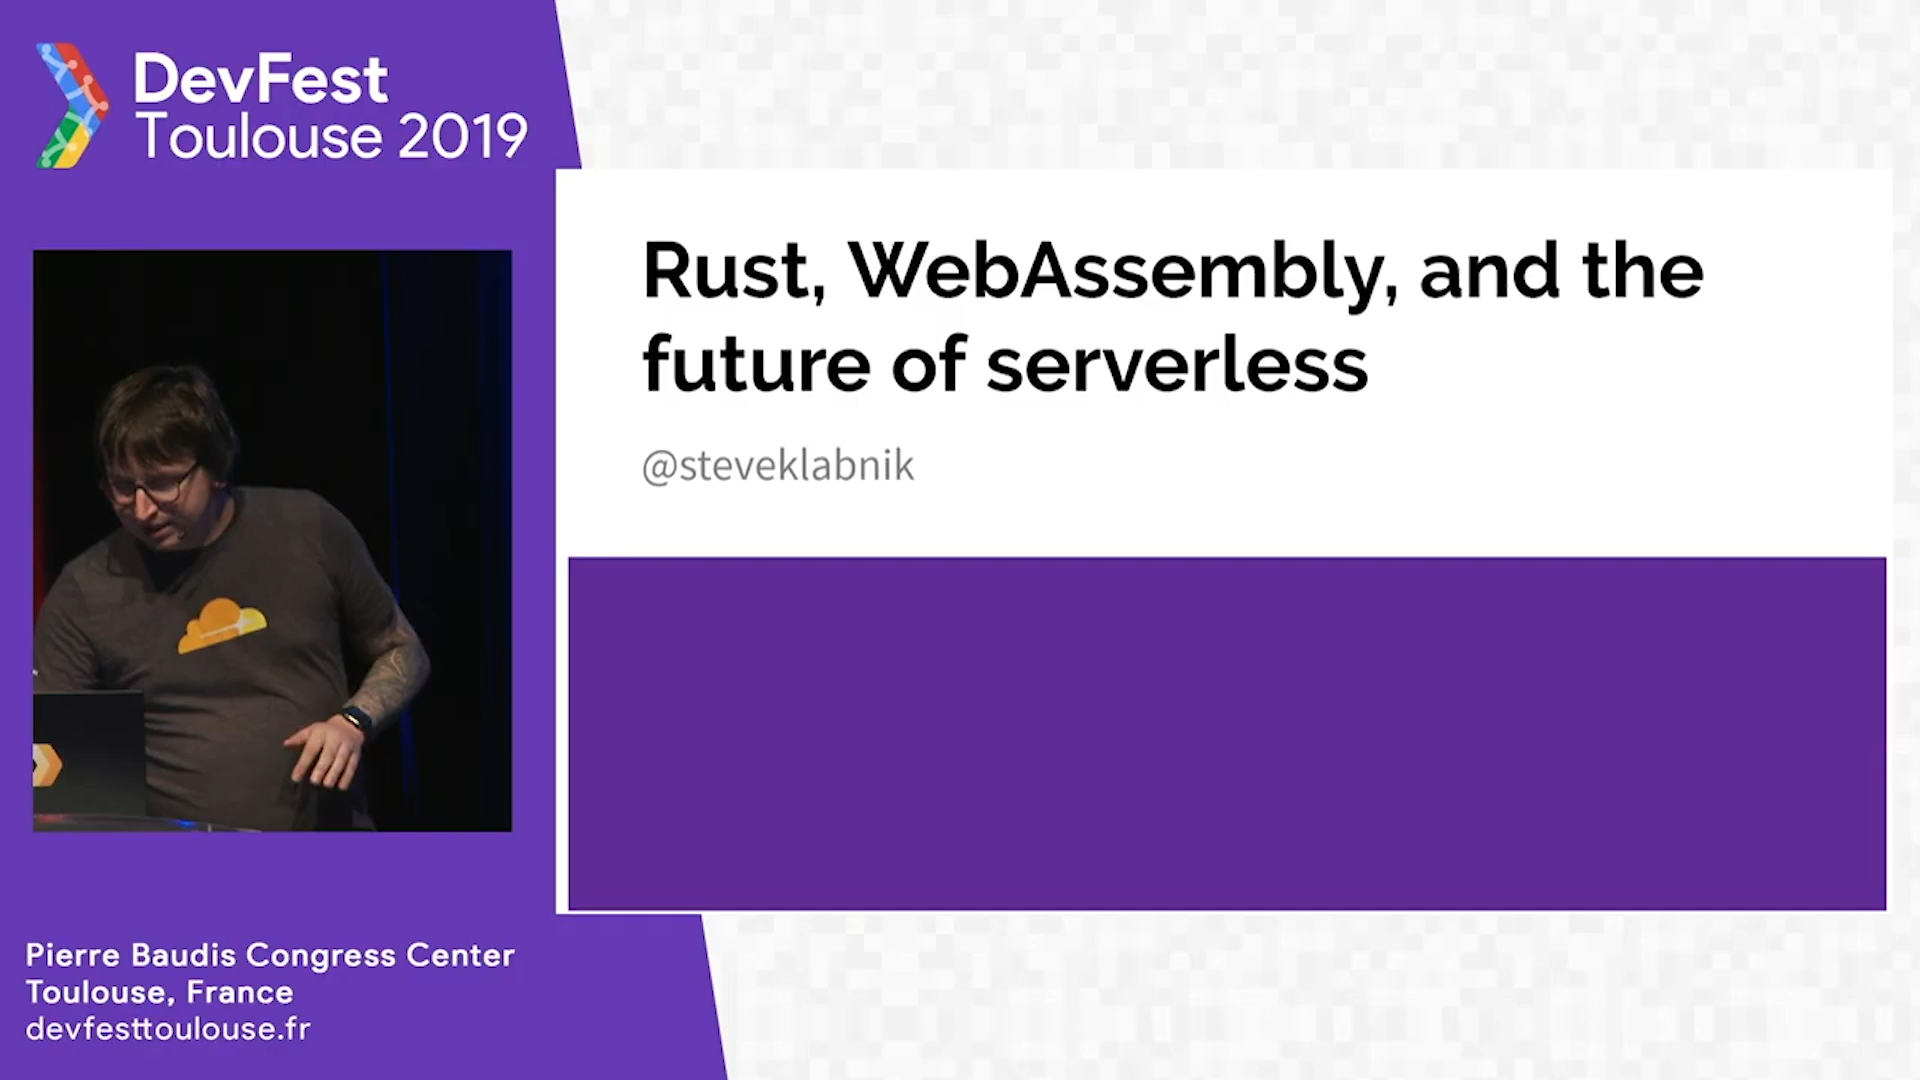 DevFest
Toulouse 2019
Rust, WebAssembly, and the
future of serverless
@steveklabnik
Pierre Baudis Congress Center
Toulouse, France
devfesttoulouse.fr